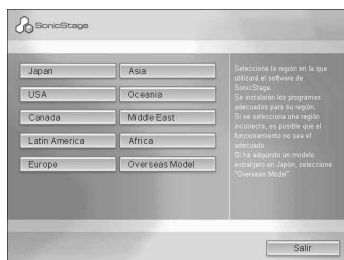 SonicStage
Japan
Asia
USA
Oceania
Canada
Middle East
Latin America
Africa
Europe
Overseas Model
Seleccione la región en la que
utilizará el software de
SonicStage.
Se instalarán los programas
adecuados para su región.
Si se selecciona una región
incorrecta, es posible que el
funcionamiento no sea el
adecuado.
Si ha adquirido un modelo
extranjero en Japón, seleccione
"Overseas Model".
Salir